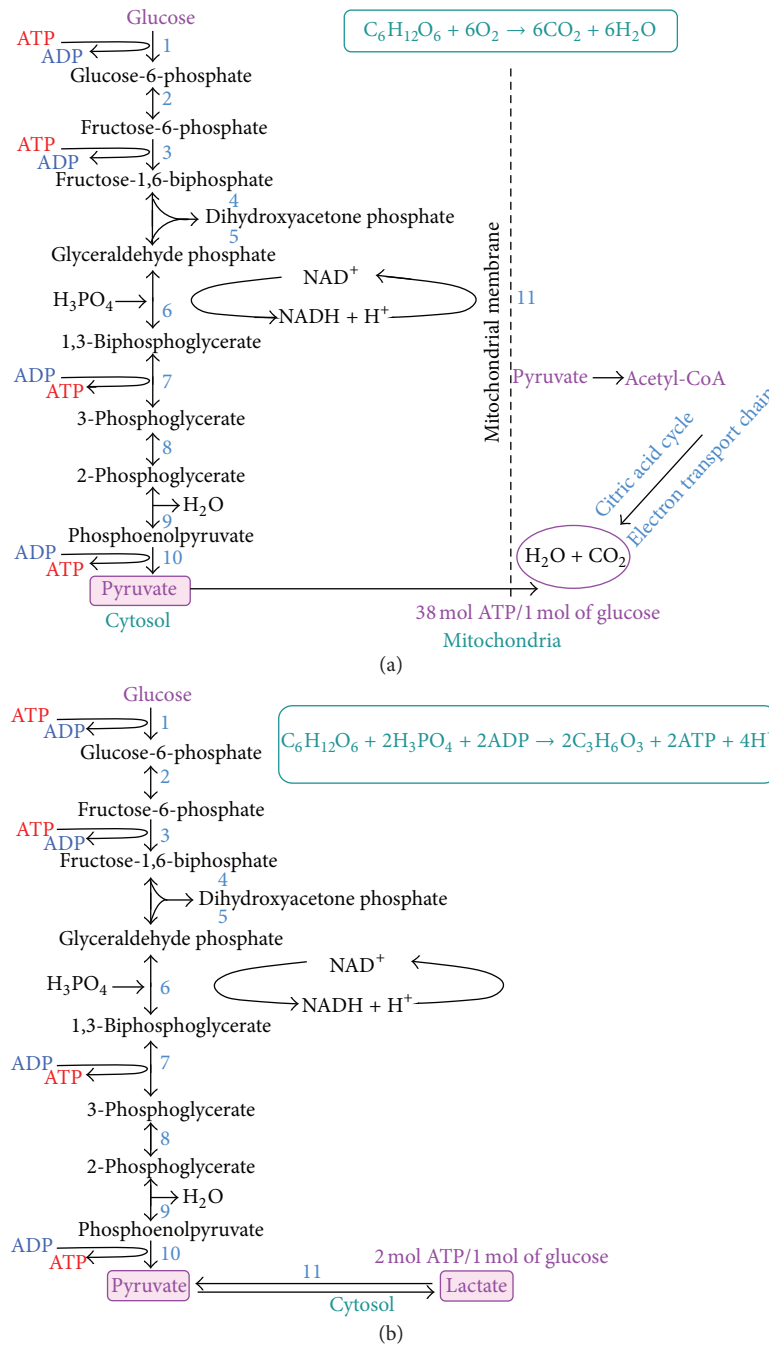 Glucose
C6H12O6 + 6O2 → 6CO2 + 6H2O
ATP
ADP
1
Glucose-6-phosphate
2
Fructose-6-phosphate
ATP
ADP
3
Fructose-1,6-biphosphate
4
Dihydroxyacetone phosphate
5
Glyceraldehyde phosphate
NAD+
H3PO4
6
NADH + H+
11
Mitochondrial membrane
1,3-Biphosphoglycerate
ADP
ATP
7
Pyruvate
Acetyl-CoA
3-Phosphoglycerate
8
Citric acid cycle
Electron transport chain
2-Phosphoglycerate
H2O
9
Phosphoenolpyruvate
ADP
ATP
10
H2O + CO2
Pyruvate
Cytosol
38 mol ATP/1 mol of glucose
Mitochondria
(a)
Glucose
ATP
ADP
1
C6H12O6 + 2H3PO4 + 2ADP → 2C3H6O3 + 2ATP + 4H
Glucose-6-phosphate
2
Fructose-6-phosphate
ATP
ADP
3
Fructose-1,6-biphosphate
4
Dihydroxyacetone phosphate
5
Glyceraldehyde phosphate
NAD+
H3PO4
6
NADH + H+
1,3-Biphosphoglycerate
ADP
ATP
7
3-Phosphoglycerate
8
2-Phosphoglycerate
H2O
9
Phosphoenolpyruvate
ADP
ATP
10
2 mol ATP/1 mol of glucose
11
Pyruvate
Lactate
Cytosol
(b)